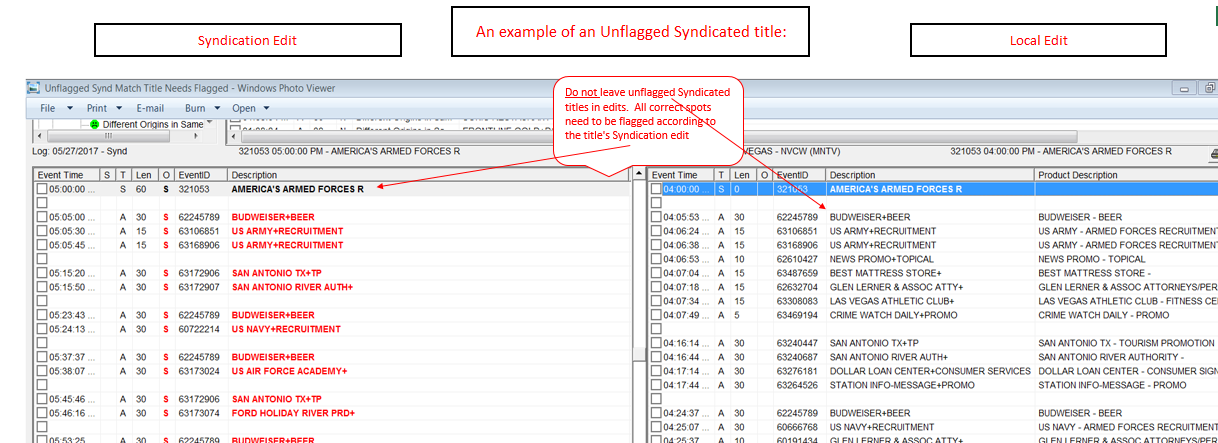 An example of an Unflagged Syndicated title:
Syndication Edit
Local Edit
Unflagged Synd Match Title Needs Flagged - Windows Photo Viewer
File Print E-mail Burn Open
Do not leave unflagged Syndicated
titles in edits. All correct spots
need to be flagged according to
the title's Syndication edit
Different Origins in Same
Log: 05/27/2017 - Synd 321053 05:00:00 PM - AMERICA'S ARMED FORCES R
VEGAS - NVCW (MNTV) 321053 04:00:00 PM - AMERICA'S ARMED FORCES R
Event Time S T Len O EventID Description
05:00:00 ... S 60 S 321053 AMERICA'S ARMED FORCES R
05:05:00 ... A 30 S 62245789 BUDWEISER+BEER
05:05:30 ... A 15 S 63106851 US ARMY+RECRUITMENT
05:05:45 ... A 15 S 63168906 US ARMY+RECRUITMENT
05:15:20 ... A 30 S 63172906 SAN ANTONIO TX+TP
05:15:50 ... A 30 S 63172907 SAN ANTONIO RIVER AUTH+
05:23:43 ... A 30 S 62245789 BUDWEISER+BEER
05:24:13 ... A 30 S 60722214 US NAVY+RECRUITMENT
05:37:37 ... A 30 S 62245789 BUDWEISER+BEER
05:38:07 ... A 30 S 63173024 US AIR FORCE ACADEMY+
05:45:46 ... A 30 S 63172906 SAN ANTONIO TX+TP
05:46:16 ... A 30 S 63173074 FORD HOLIDAY RIVER PRD+
05:53:25 ... A 30 S 62245789 BUDWEISER+BEER
Event Time T Len O EventID Description Product Description
04:00:00 ... S 0 321053 AMERICA'S ARMED FORCES R
04:05:53 ... A 30 62245789 BUDWEISER+BEER BUDWEISER - BEER
04:06:24 ... A 15 63106851 US ARMY+RECRUITMENT US ARMY - ARMED FORCES RECRUITMENT
04:06:38 ... A 15 63168906 US ARMY+RECRUITMENT US ARMY - ARMED FORCES RECRUITMENT
04:06:53 ... A 10 62610427 NEWS PROMO+TOPICAL NEWS PROMO - TOPICAL
04:07:04 ... A 15 63487659 BEST MATTRESS STORE+ BEST MATTRESS STORE -
04:07:18 ... A 15 62632704 GLEN LERNER & ASSOC ATTY+ GLEN LERNER & ASSOC ATTORNEYS/PER
04:07:34 ... A 15 63308083 LAS VEGAS ATHLETIC CLUB+ LAS VEGAS ATHLETIC CLUB - FITNESS CE
04:07:49 ... A 5 63469194 CRIME WATCH DAILY+PROMO CRIME WATCH DAILY - PROMO
04:16:14 ... A 30 63240447 SAN ANTONIO TX+TP SAN ANTONIO TX - TOURISM PROMOTION
04:16:44 ... A 30 63240687 SAN ANTONIO RIVER AUTH+ SAN ANTONIO RIVER AUTHORITY -
04:17:14 ... A 30 63276181 DOLLAR LOAN CENTER+CONSUMER SERVICES DOLLAR LOAN CENTER - CONSUMER SIGN
04:17:44 ... A 30 63264526 STATION INFO-MESSAGE+PROMO STATION INFO-MESSAGE - PROMO
04:24:37 ... A 30 62245789 BUDWEISER+BEER BUDWEISER - BEER
04:25:07 ... A 30 60666768 US NAVY+RECRUITMENT US NAVY - ARMED FORCES RECRUITMENT
04:25:37 A 10 60191434 GLEN LERNER & ASSOC ATTY+ GLEN LERNER & ASSOC ATTORNEYS/PER